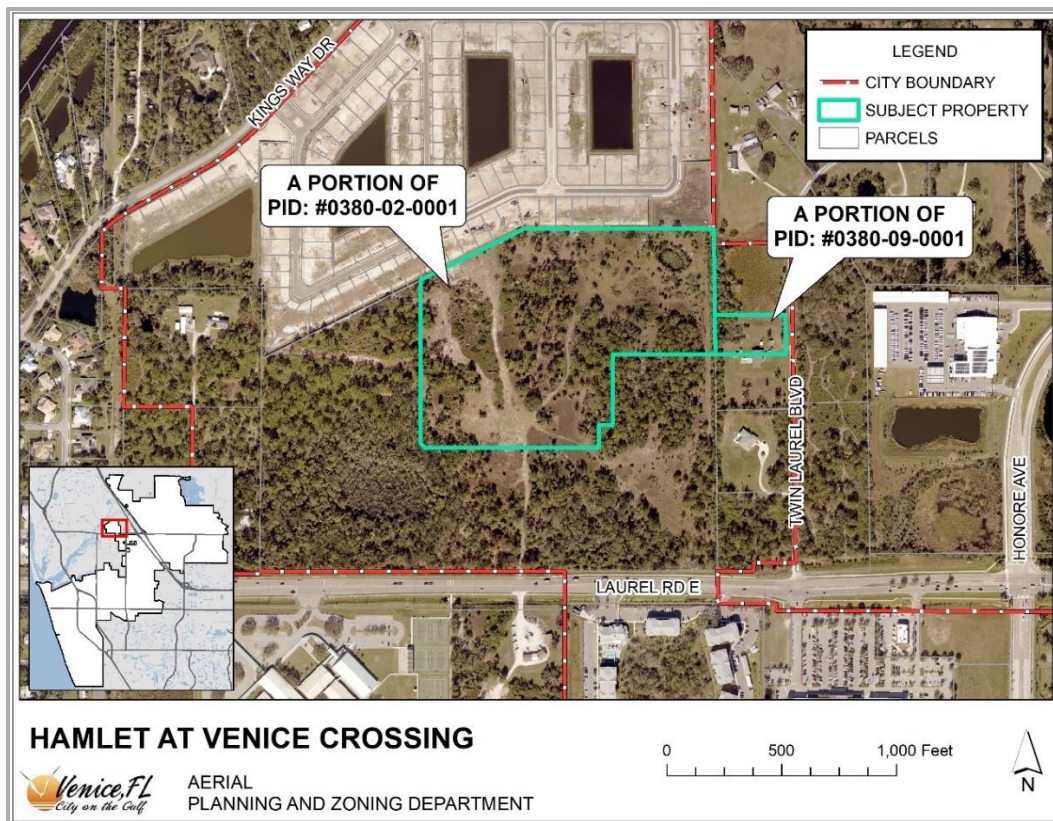 KINGS WAY DR
LEGEND
CITY BOUNDARY
SUBJECT PROPERTY
PARCELS
A PORTION OF
PID: #0380-02-0001
A PORTION OF
PID: #0380-09-0001
TWIN LAUREL BLVD
HONORE AVE
LAUREL RD E
HAMLET AT VENICE CROSSING
0 500 1,000 Feet
Venice, FL
City on the Gulf
AERIAL
PLANNING AND ZONING DEPARTMENT
N